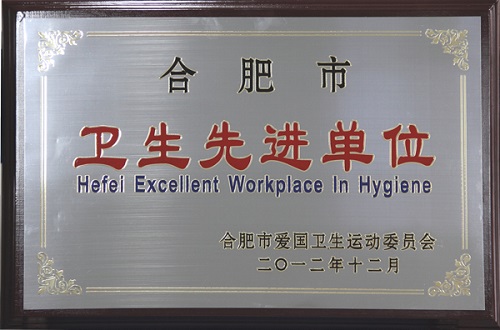 合肥市
卫生先进单位
Hefei Excellent Workplace In Hygiene
合肥市爱国卫生运动委员会
二〇一二年十二月